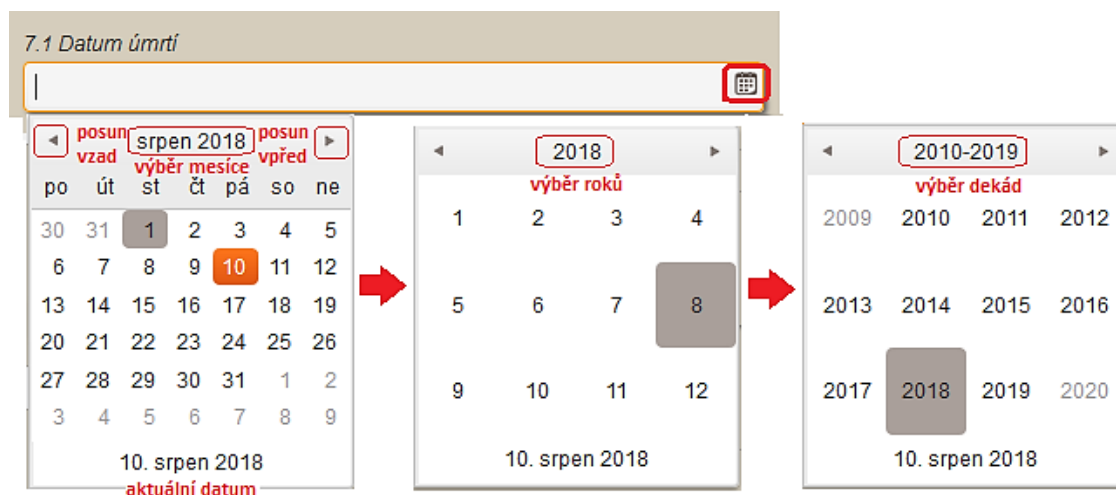 7.1 Datum úmrtí
posun vzad
srpen 2018
posun vpřed
výběr mesíce
po út st čt pá so ne
30 31 1 2 3 4 5
6 7 8 9 10 11 12
13 14 15 16 17 18 19
20 21 22 23 24 25 26
27 28 29 30 31 1 2
3 4 5 6 7 8 9
10. srpen 2018
aktuální datum
2018
výběr roků
1 2 3 4
5 6 7 8
9 10 11 12
10. srpen 2018
2010-2019
výběr dekád
2009 2010 2011 2012
2013 2014 2015 2016
2017 2018 2019 2020
10. srpen 2018